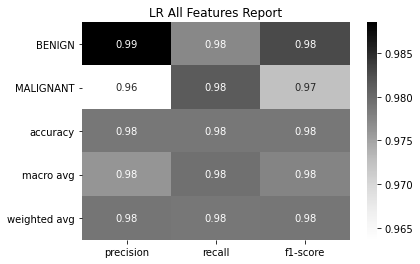 LR All Features Report
BENIGN 0.99 0.98 0.98
MALIGNANT 0.96 0.98 0.97
accuracy 0.98 0.98 0.98
macro avg 0.98 0.98 0.98
weighted avg 0.98 0.98 0.98
precision recall f1-score
0.985
0.980
0.975
0.970
0.965